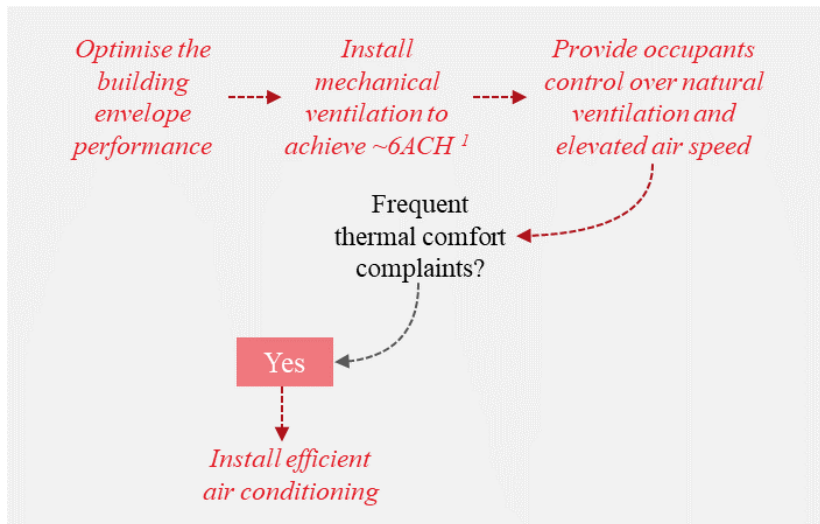 Optimise the
building
envelope
performance
Install
mechanical
ventilation to
achieve ~6ACH 1
Provide occupants
control over natural
ventilation and
elevated air speed
Frequent
thermal comfort
complaints?
Yes
Install efficient
air conditioning